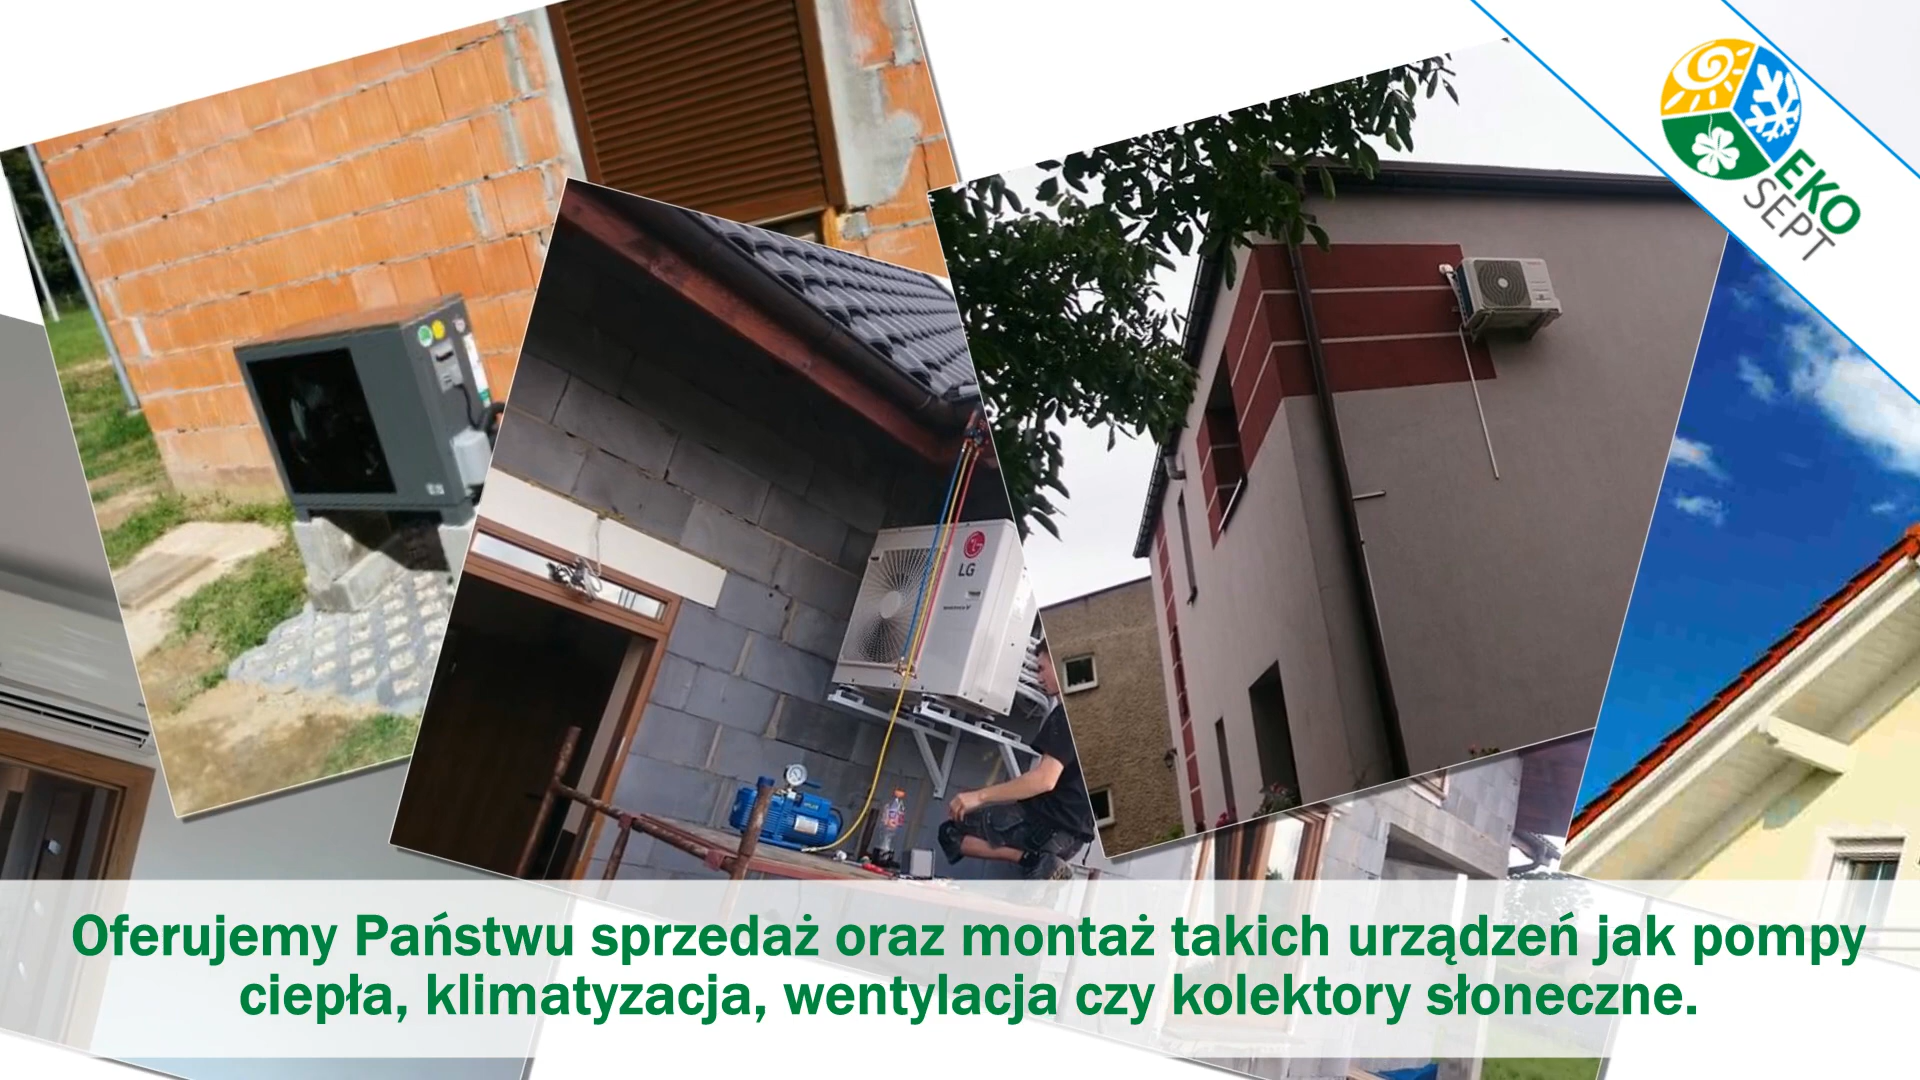 EKO
SEPT
LG
Oferujemy Państwu sprzedaż oraz montaż takich urządzeń jak pompy
ciepła, klimatyzacja, wentylacja czy kolektory słoneczne.